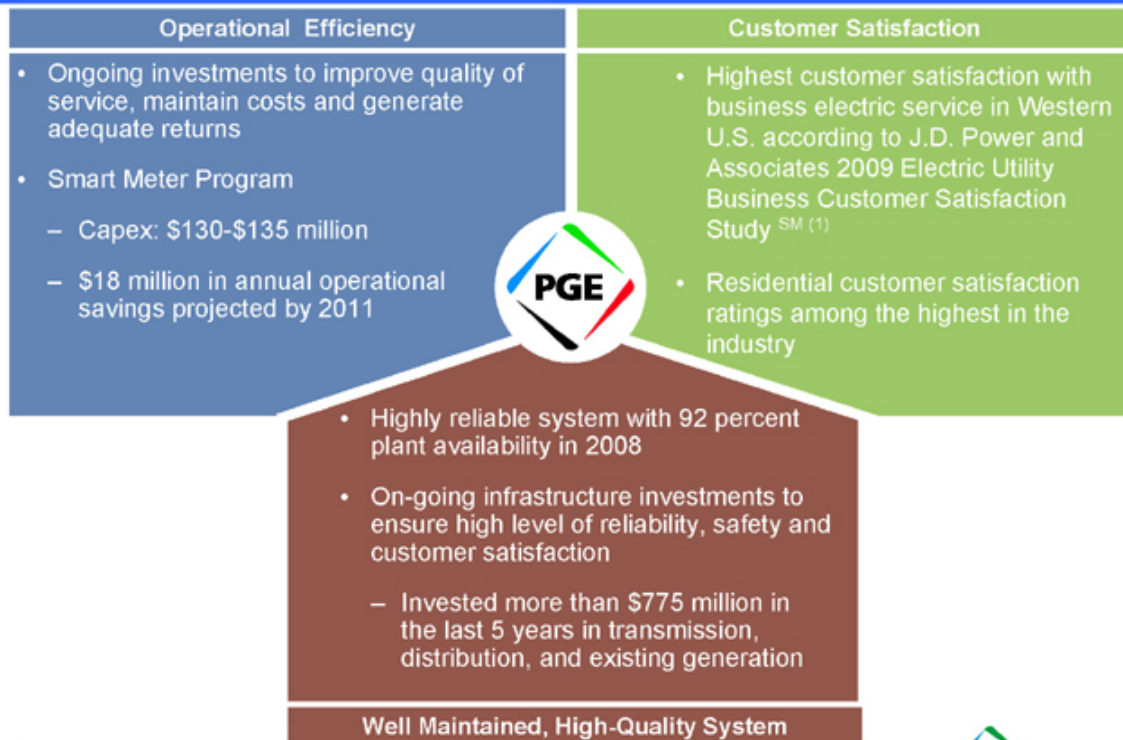 Operational Efficiency
• Ongoing investments to improve quality of
service, maintain costs and generate
adequate returns
• Smart Meter Program
– Capex: $130-$135 million
– $18 million in annual operational
savings projected by 2011
Customer Satisfaction
• Highest customer satisfaction with
business electric service in Western
U.S. according to J.D. Power and
Associates 2009 Electric Utility
Business Customer Satisfaction
Study SM (1)
• Residential customer satisfaction
ratings among the highest in the
industry
PGE
• Highly reliable system with 92 percent
plant availability in 2008
• On-going infrastructure investments to
ensure high level of reliability, safety and
customer satisfaction
– Invested more than $775 million in
the last 5 years in transmission,
distribution, and existing generation
Well Maintained, High-Quality System